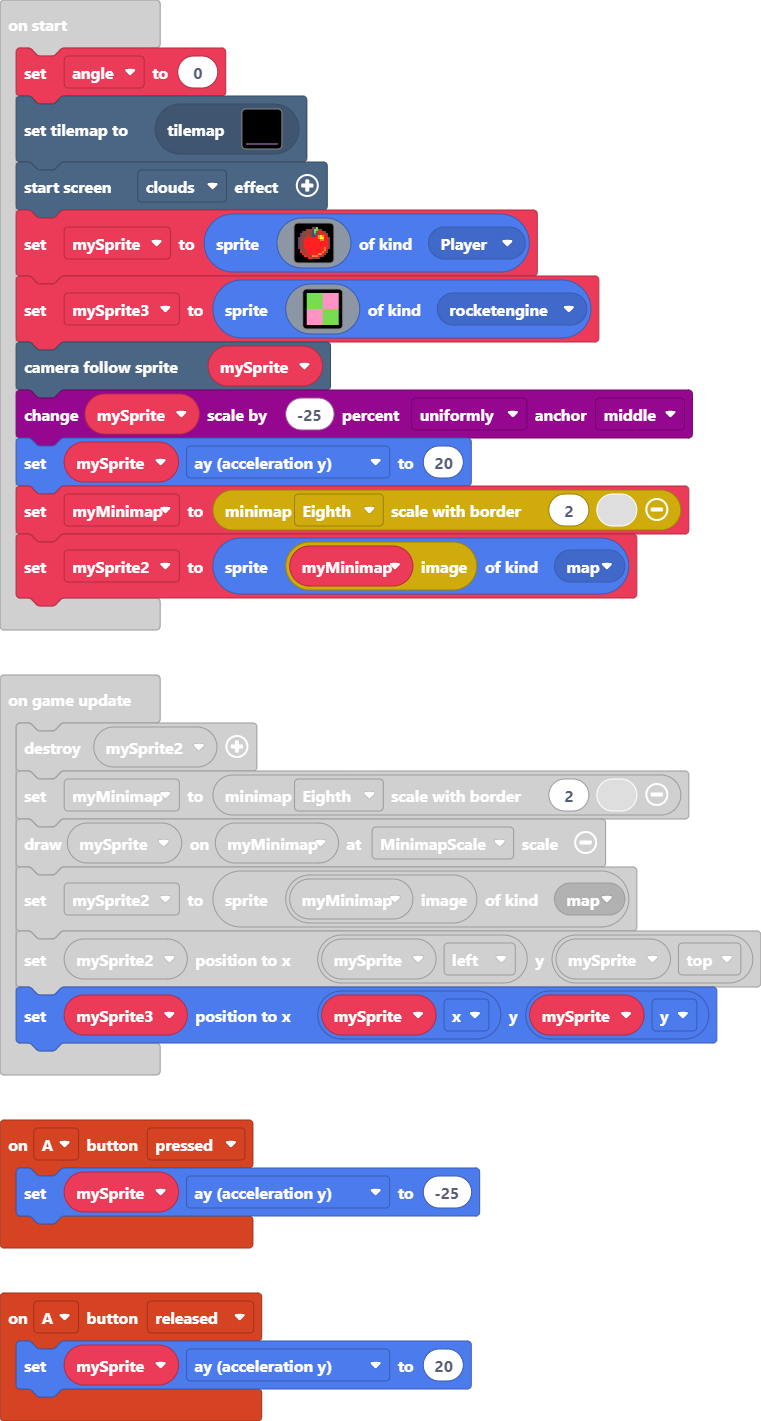 on start
set angle to 0
set tilemap to tilemap
start screen clouds effect
set mySprite to sprite of kind Player
set mySprite3 to sprite of kind rocketengine
camera follow sprite mySprite
change mySprite scale by -25 percent uniformly anchor middle
set mySprite ay (acceleration y) to 20
set myMinimap to minimap Eighth scale with border 2
set mySprite2 to sprite myMinimap image of kind map
on game update
destroy mySprite2
set myMinimap to minimap Eighth scale with border 2
draw mySprite on myMinimap at MinimapScale scale
set mySprite2 to sprite myMinimap image of kind map
set mySprite2 position to x mySprite left y mySprite top
set mySprite3 position to x mySprite x y mySprite y
on A button pressed
set mySprite ay (acceleration y) to -25
on A button released
set mySprite ay (acceleration y) to 20